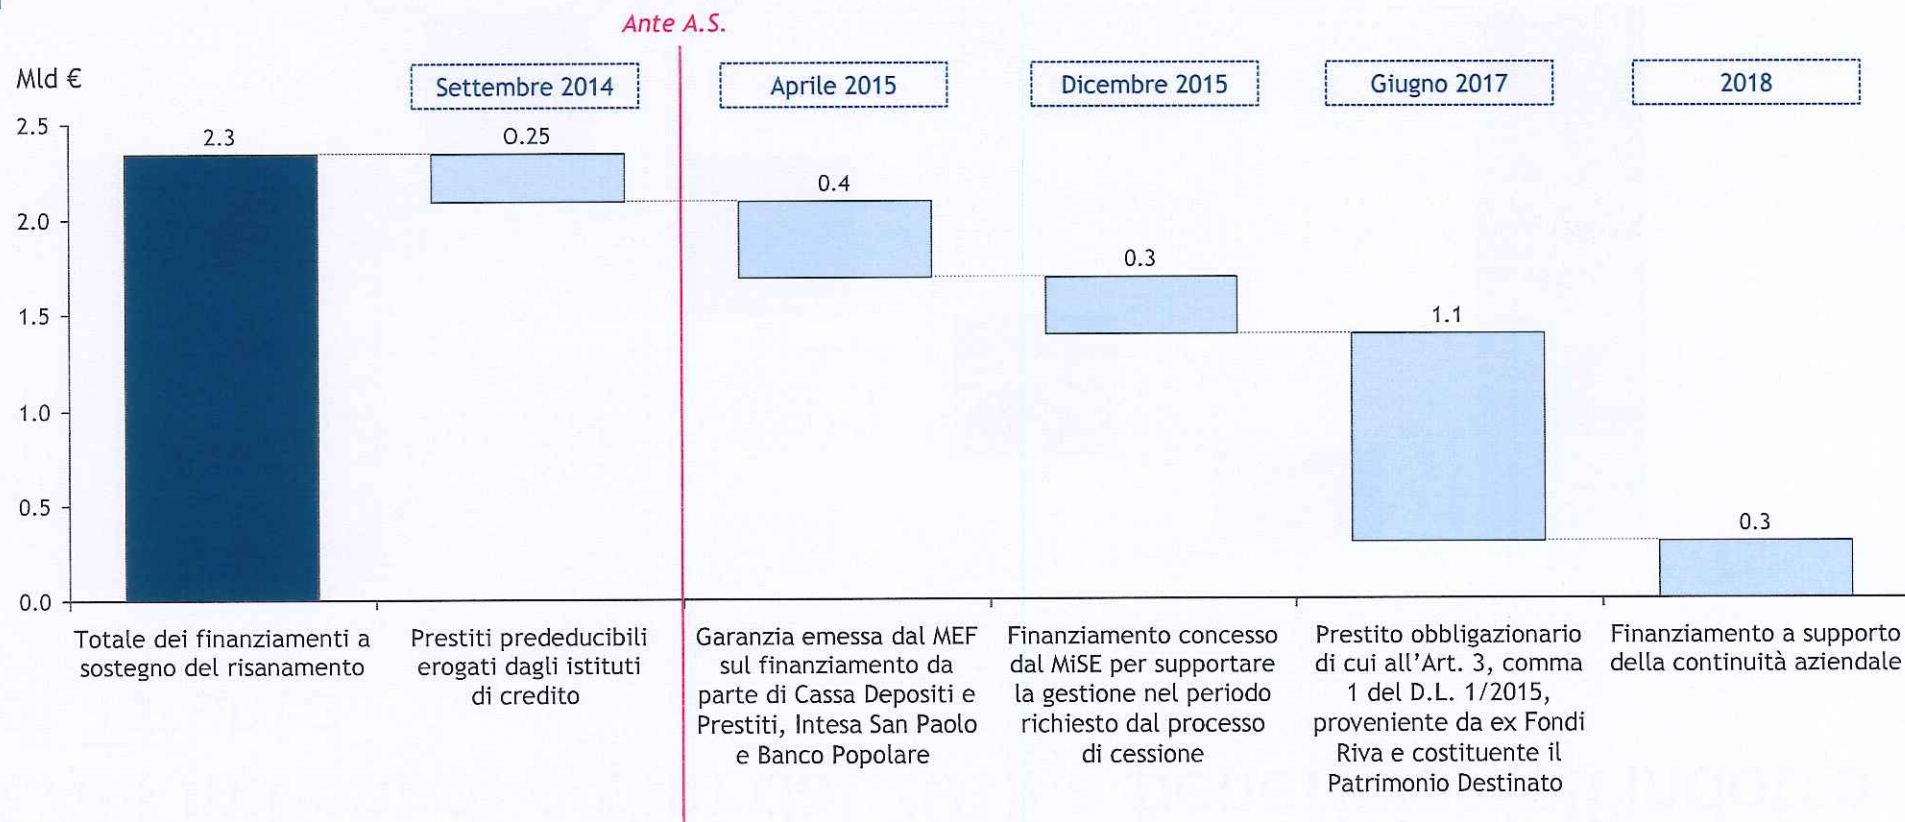 Ante A.S.
Mld €
Settembre 2014
Aprile 2015
Dicembre 2015
Giugno 2017
2018
2.5
2.0
1.5
1.0
0.5
0.0
2.3
0.25
0.4
0.3
1.1
0.3
Totale dei finanziamenti a
sostegno del risanamento
Prestiti prededucibili
erogati dagli istituti
di credito
Garanzia emessa dal MEF
sul finanziamento da
parte di Cassa Depositi e
Prestiti, Intesa San Paolo
e Banco Popolare
Finanziamento concesso
dal MiSE per supportare
la gestione nel periodo
richiesto dal processo
di cessione
Prestito obbligazionario
di cui all'Art. 3, comma
1 del D.L. 1/2015,
proveniente da ex Fondi
Riva e costituente il
Patrimonio Destinato
Finanziamento a supporto
della continuità aziendale